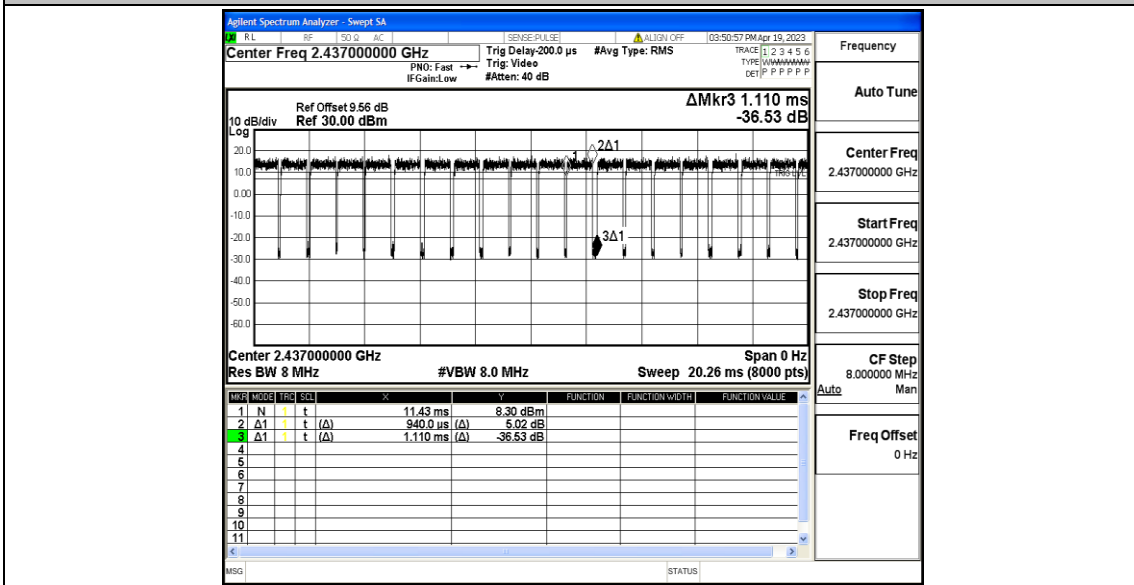 Agilent Spectrum Analyzer - Swept SA
LXI RL RF 50 Ω AC SENSE:PULSE ALIGN OFF 03:50:57 PM Apr 19, 2023
Center Freq 2.437000000 GHz
PNO: Fast
IFGain:Low
Trig Delay-200.0 µs
Trig: Video
#Atten: 40 dB
#Avg Type: RMS
TRACE 1 2 3 4 5 6
TYPE
DET P P P P P P
Ref Offset 9.56 dB
10 dB/div Ref 30.00 dBm
ΔMkr3 1.110 ms
-36.53 dB
Log
20.0
10.0
0.00
-10.0
-20.0
-30.0
-40.0
-50.0
-60.0
1
2Δ1
3Δ1
TRIG LVL
Center 2.437000000 GHz Span 0 Hz
Res BW 8 MHz #VBW 8.0 MHz Sweep 20.26 ms (8000 pts)
MKR MODE TRC SCL X Y FUNCTION FUNCTION WIDTH FUNCTION VALUE
1 N 1 t 11.43 ms 8.30 dBm
2 Δ1 1 t (Δ) 940.0 µs (Δ) 5.02 dB
3 Δ1 1 t (Δ) 1.110 ms (Δ) -36.53 dB
4
5
6
7
8
9
10
11
MSG STATUS
Frequency
Auto Tune
Center Freq
2.437000000 GHz
Start Freq
2.437000000 GHz
Stop Freq
2.437000000 GHz
CF Step
8.000000 MHz
Auto Man
Freq Offset
0 Hz